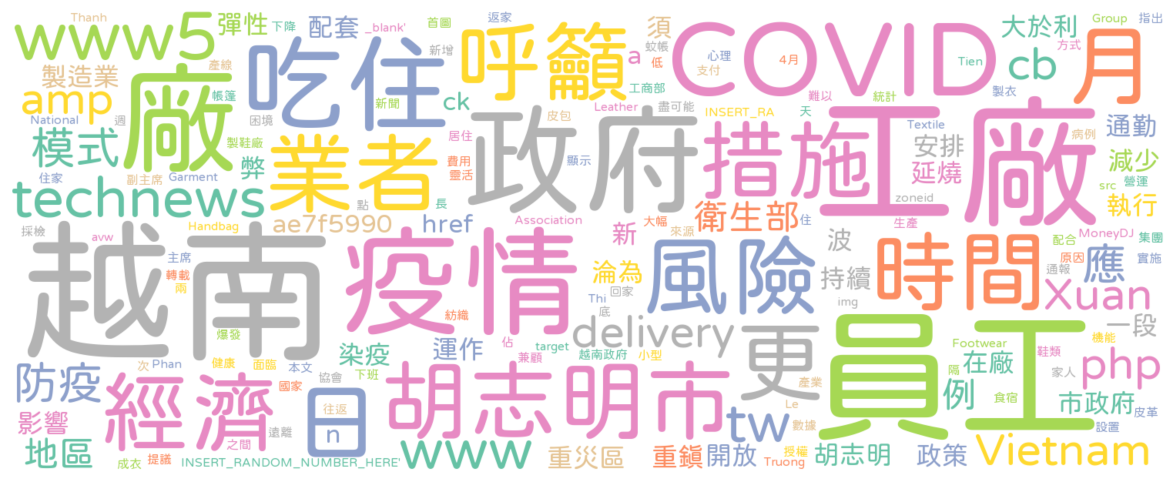 Thanh 下降 _blank' 首圖 返家 Group 指出
www5 彈性 配套 新增 蚊帳 心理 4月 方式
吃住 呼籲 須 a 低 支付 COVID Tien 大於利 月
製造業 產線 廠 新聞 工商部 cb
amp 帳篷 ck Leather 盡可能 製衣
National 週 困境 皮包 INSERT_RA 天 統計
模式 製鞋廠 業者 居住 政府 顯示 難以 措施 工廠 Textile 病例 通勤
副主席 弊 費用 安排 減少
住家 Garment 靈活 延燒 營運
technews 點 長 zoneid src 執行
ae7f5990 href Association 大幅 衛生部 住 生產
採檢 Handbag 新 來源 MoneyDJ 集團
越南 avw 主席 疫情 淪為 風險 波 時間 配合 應 實施
轉載 回家 持續 原因 通報
兩 紡織 Thi 底 img Xuan
爆發 delivery 更 員工 一段
染疫 運作 佔 target
次 Phan 健康 面臨 本文 下班 兼顧 越南政府 小型 Footwear 鞋類 機能
防疫 國家 協會 產業 隔 在廠 家人 php
經濟 日 n 往返 胡志明市 例 食宿
影響 遠離 tw Le 市政府 皮革
地區 之間 數據 設置
成衣 提議 INSERT_RANDOM_NUMBER_HERE' www 重災區 重鎮 開放 Truong 授權 胡志明 政策 Vietnam